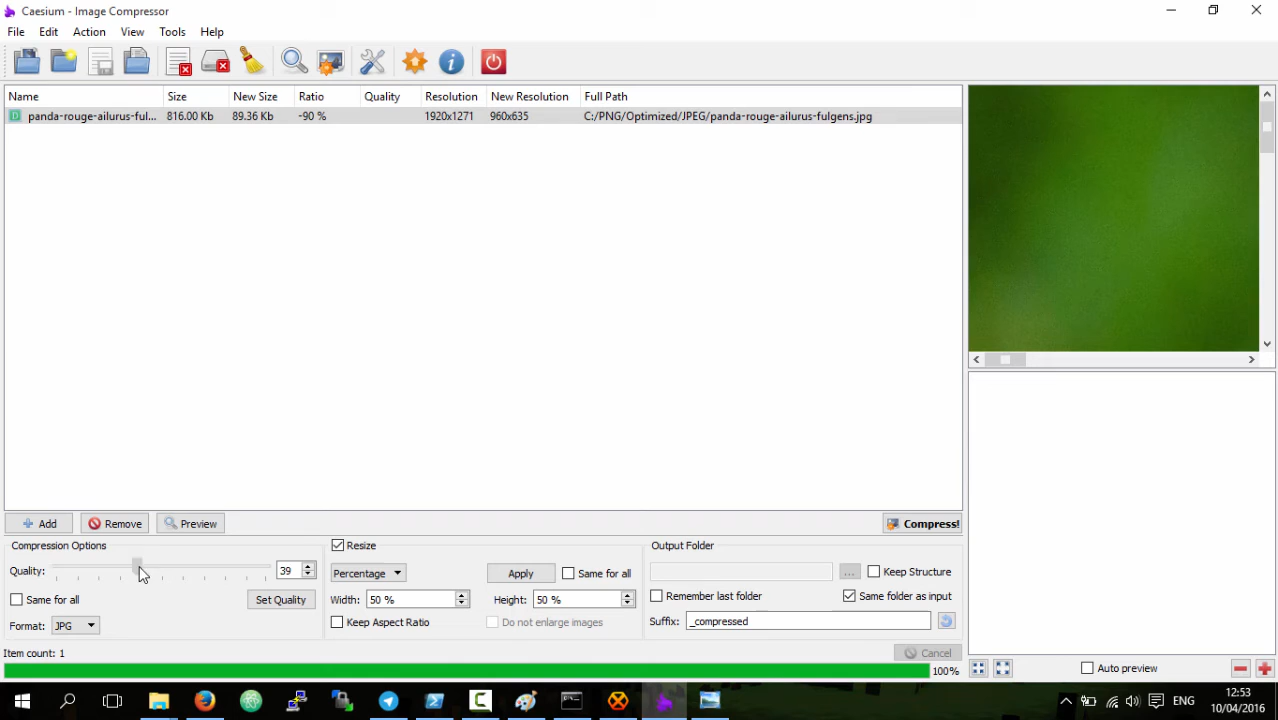 Caesium - Image Compressor
File Edit Action View Tools Help
Name Size New Size Ratio Quality Resolution New Resolution Full Path
panda-rouge-ailurus-ful... 816.00 Kb 89.36 Kb -90 % 1920x1271 960x635 C:/PNG/Optimized/JPEG/panda-rouge-ailurus-fulgens.jpg
Add Remove Preview Compress!
Compression Options Resize Output Folder
Quality: 39 Percentage Apply Same for all ... Keep Structure
Same for all Set Quality Width: 50 % Height: 50 % Remember last folder Same folder as input
Format: JPG Keep Aspect Ratio Do not enlarge images Suffix: _compressed
Item count: 1 Cancel
100% Auto preview
ENG 12:53
10/04/2016